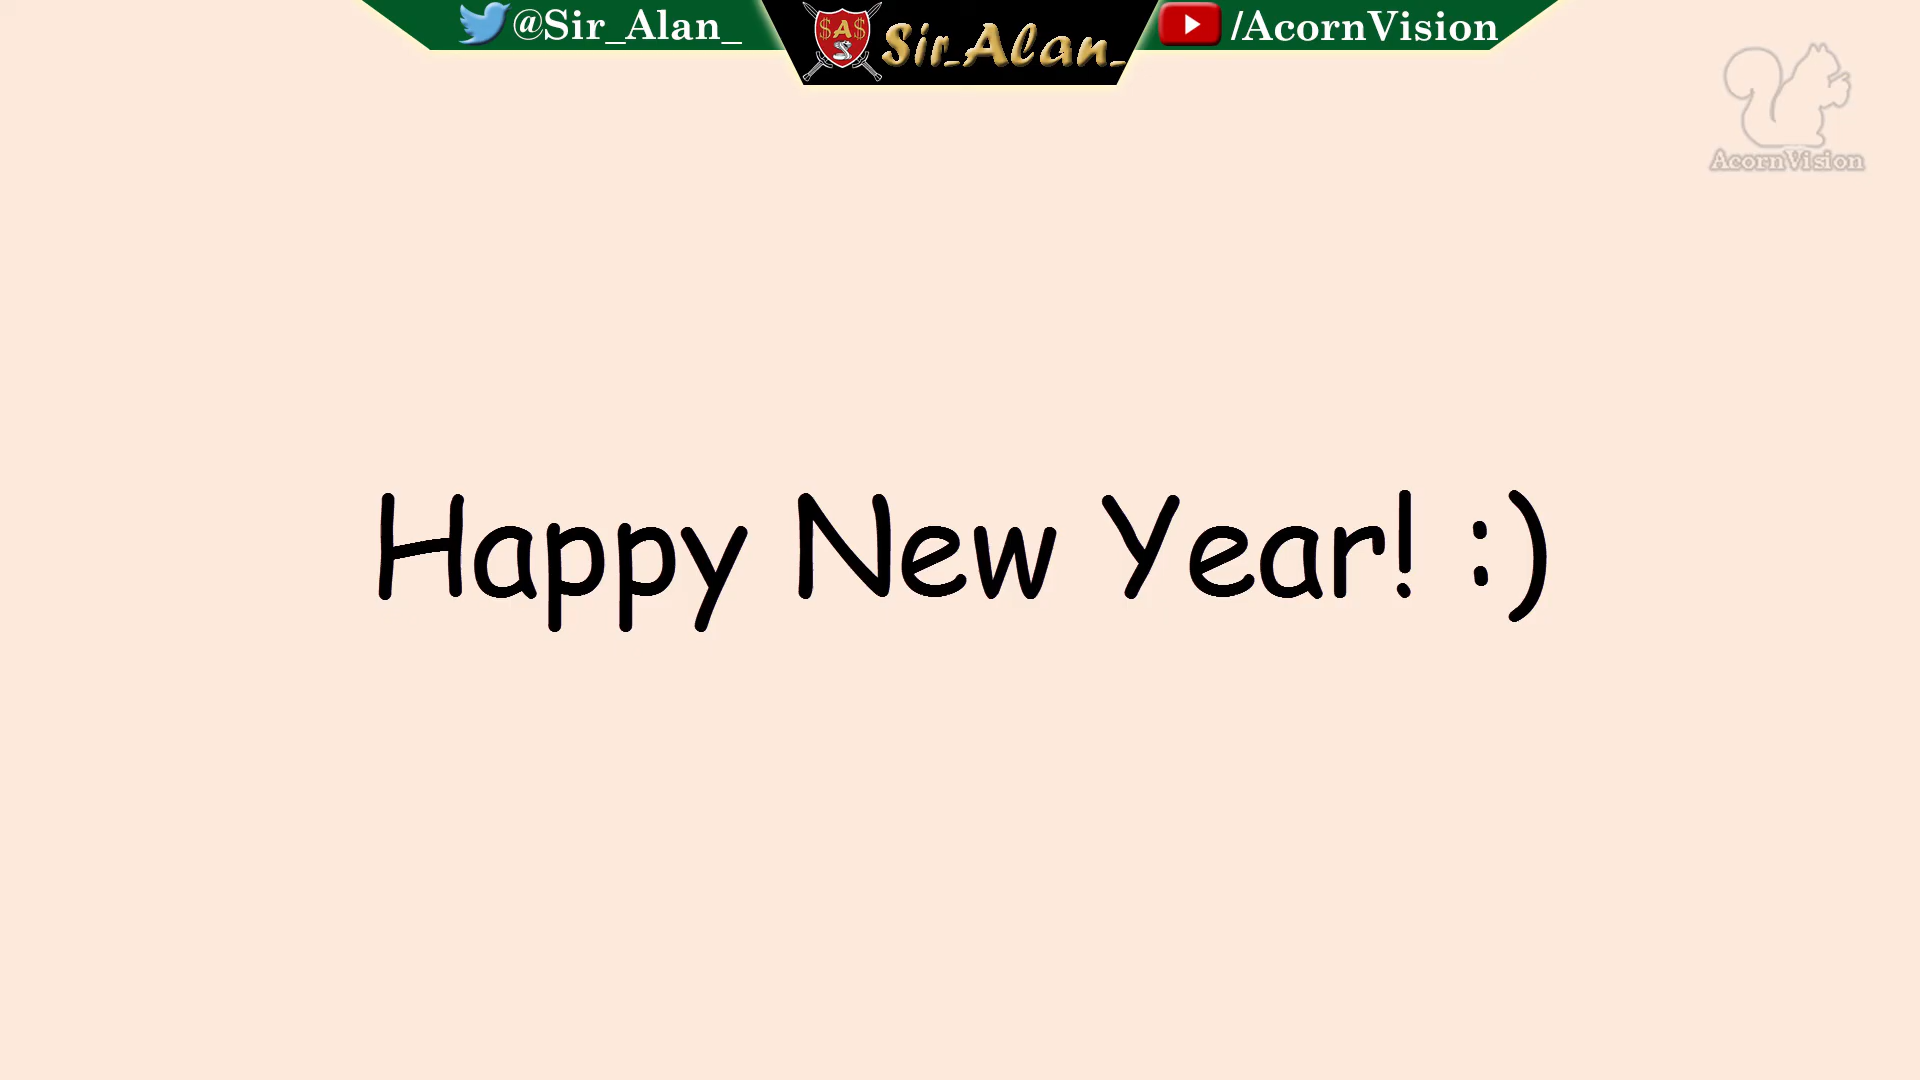 @Sir_Alan_
$A$
S
Sir_Alan_
/AcornVision
AcornVision
Happy New Year! :)